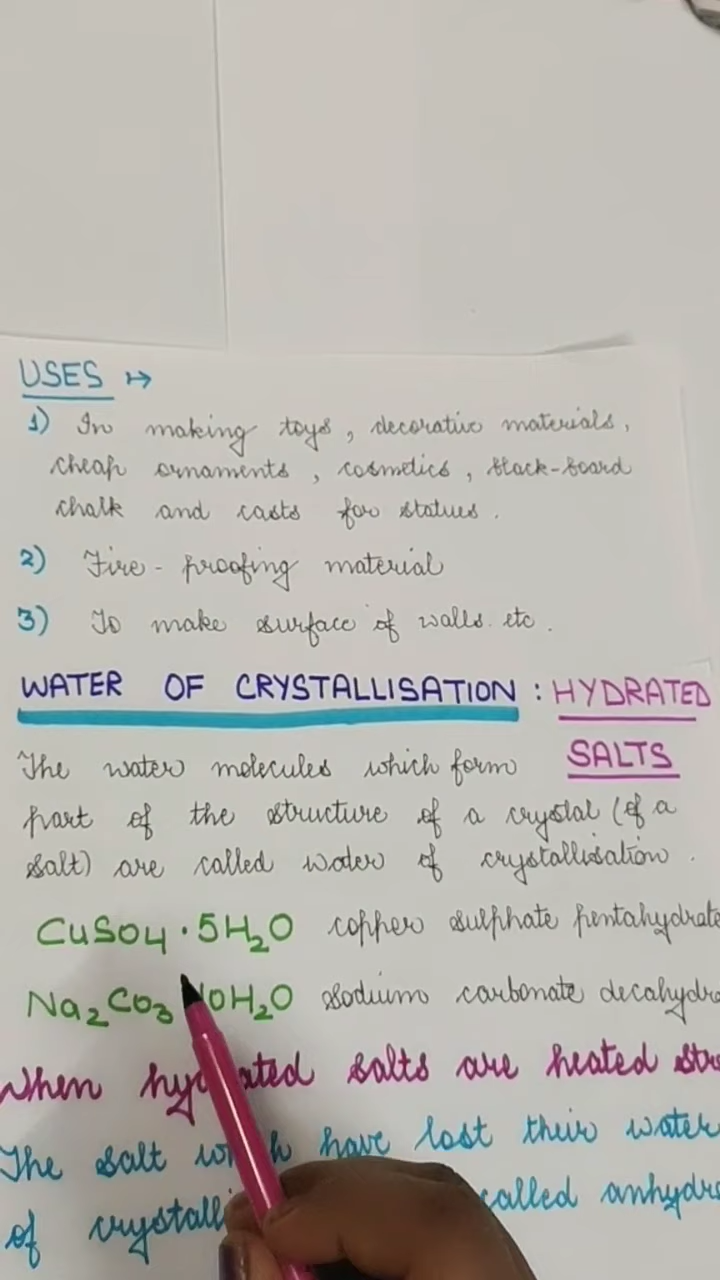 USES ↦
1) In making toys, decorative materials,
cheap ornaments, cosmetics, black-board
chalk and casts for statues.
2) Fire-proofing material
3) To make surface of walls. etc.
WATER OF CRYSTALLISATION : HYDRATED
SALTS
The water molecules which form
part of the structure of a crystal (of a
salt) are called water of crystallisation.
CuSO4·5H₂O copper sulphate pentahydrate
Na₂CO₃ 10H₂O sodium carbonate
When hydrated salts are heated
The salt have lost their water
of called